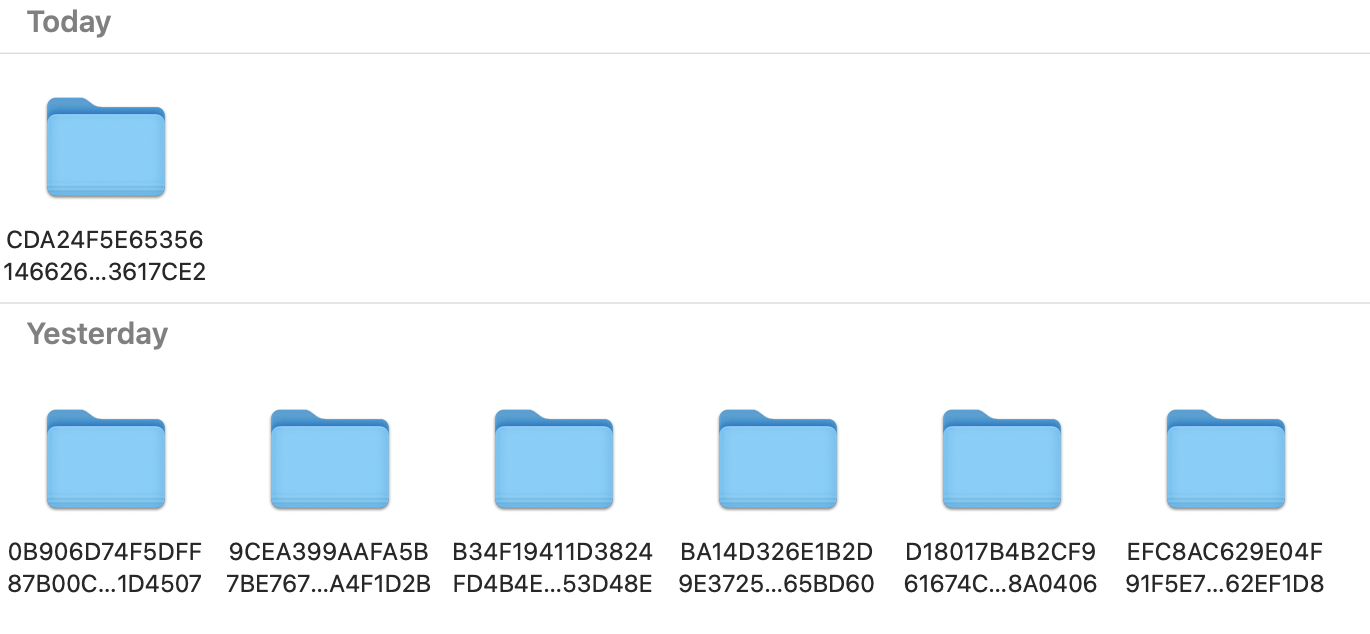 Today
CDA24F5E65356
146626...3617CE2
Yesterday
0B906D74F5DFF
87B00C...1D4507
9CEA399AAFA5B
7BE767...A4F1D2B
B34F19411D3824
FD4B4E...53D48E
BA14D326E1B2D
9E3725...65BD60
D18017B4B2CF9
61674C...8A0406
EFC8AC629E04F
91F5E7...62EF1D8